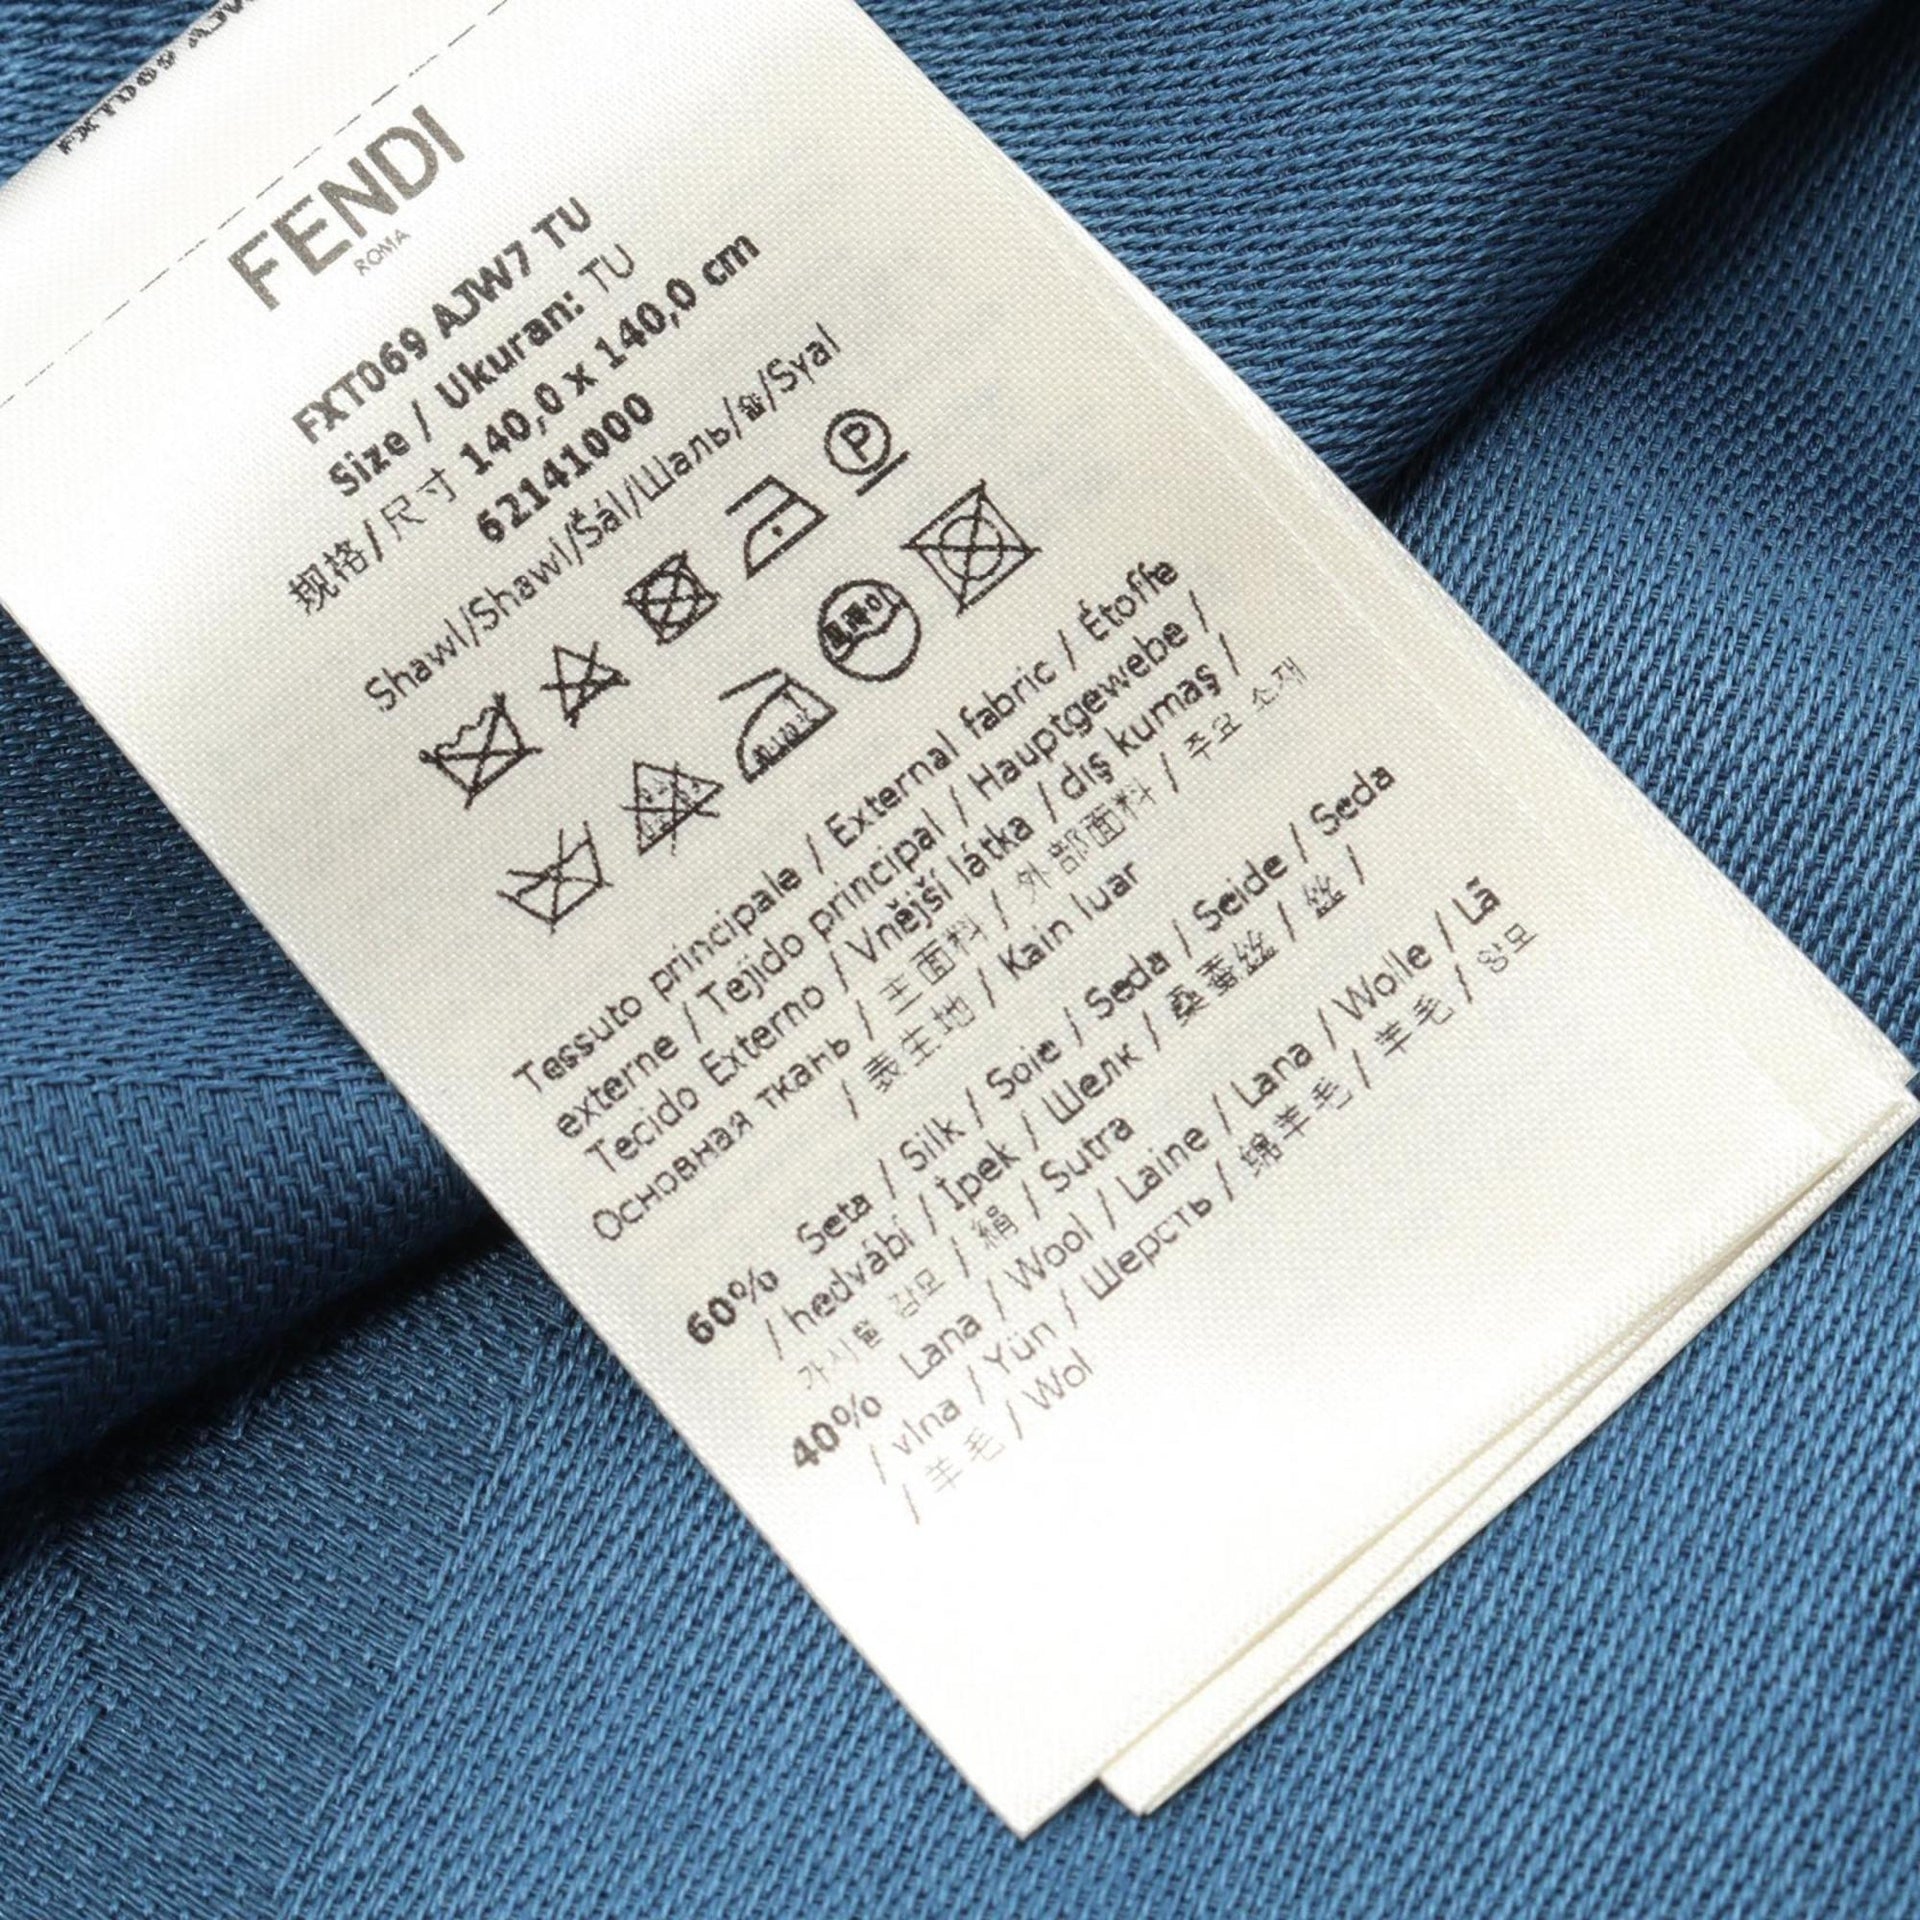 FXT069 AJW
FENDI
ROMA
FXT069 AJW7 TU
Size / Ukuran: TU
规格/尺寸 140,0 x 140,0 cm
62141000
Shawl/Shawl/Šál/Шаль/숄/Syal
P
Tessuto principale / External fabric / Étoffe
externe / Tejido principal / Hauptgewebe /
Tecido Externo / Vnější látka / dış kumaş /
Основная ткань / 主面料 / 外部面料 / 주요 소재
/ 表生地 / Kain luar
60% Seta / Silk / Soie / Seda / Seide / Seda
/ hedvábí / İpek / Шелк / 桑蚕丝 / 丝 /
감모 / 絹 / Sutra
40% Lana / Wool / Laine / Lana / Wolle / Lã
/ vlna / Yün / Шерсть / 绵羊毛 / 羊毛 / 양모
/ 羊毛 / Wol